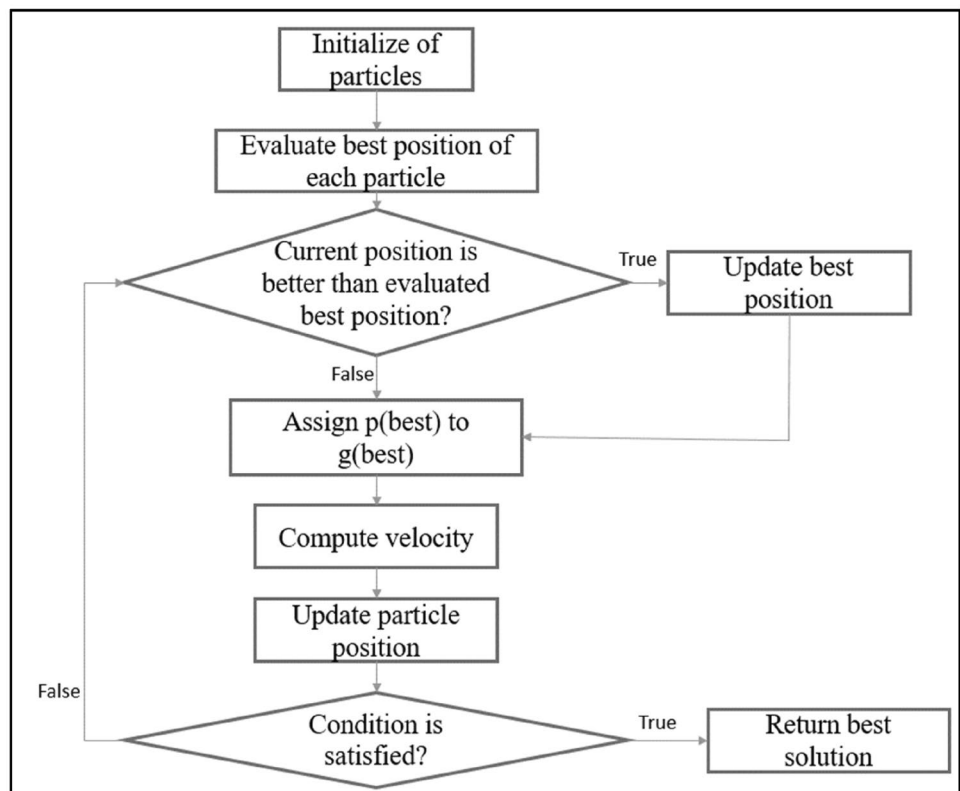 Initialize of
particles
Evaluate best position of
each particle
Current position is
better than evaluated
best position?
True
Update best
position
False
Assign p(best) to
g(best)
Compute velocity
Update particle
position
False
Condition is
satisfied?
True
Return best
solution